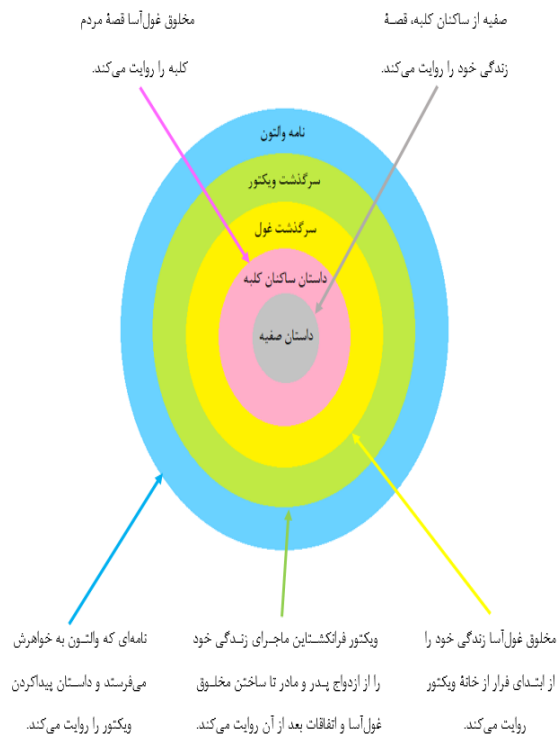 صفیه از ساکنان کلبه، قصهٔ
زندگی خود را روایت می‌کند.
مخلوق غول‌آسا قصهٔ مردم
کلبه را روایت می‌کند.
نامه والتون
سرگذشت ویکتور
سرگذشت غول
داستان ساکنان کلبه
داستان صفیه
مخلوق غول‌آسا زندگی خود را
از ابتدای فرار از خانهٔ ویکتور
روایت می‌کند.
ویکتور فرانکشتاین ماجرای زندگی خود
را از ازدواج پدر و مادر تا ساختن مخلوق
غول‌آسا و اتفاقات بعد از آن روایت می‌کند.
نامه‌ای که والتون به خواهرش
می‌فرستد و داستان پیداکردن
ویکتور را روایت می‌کند.